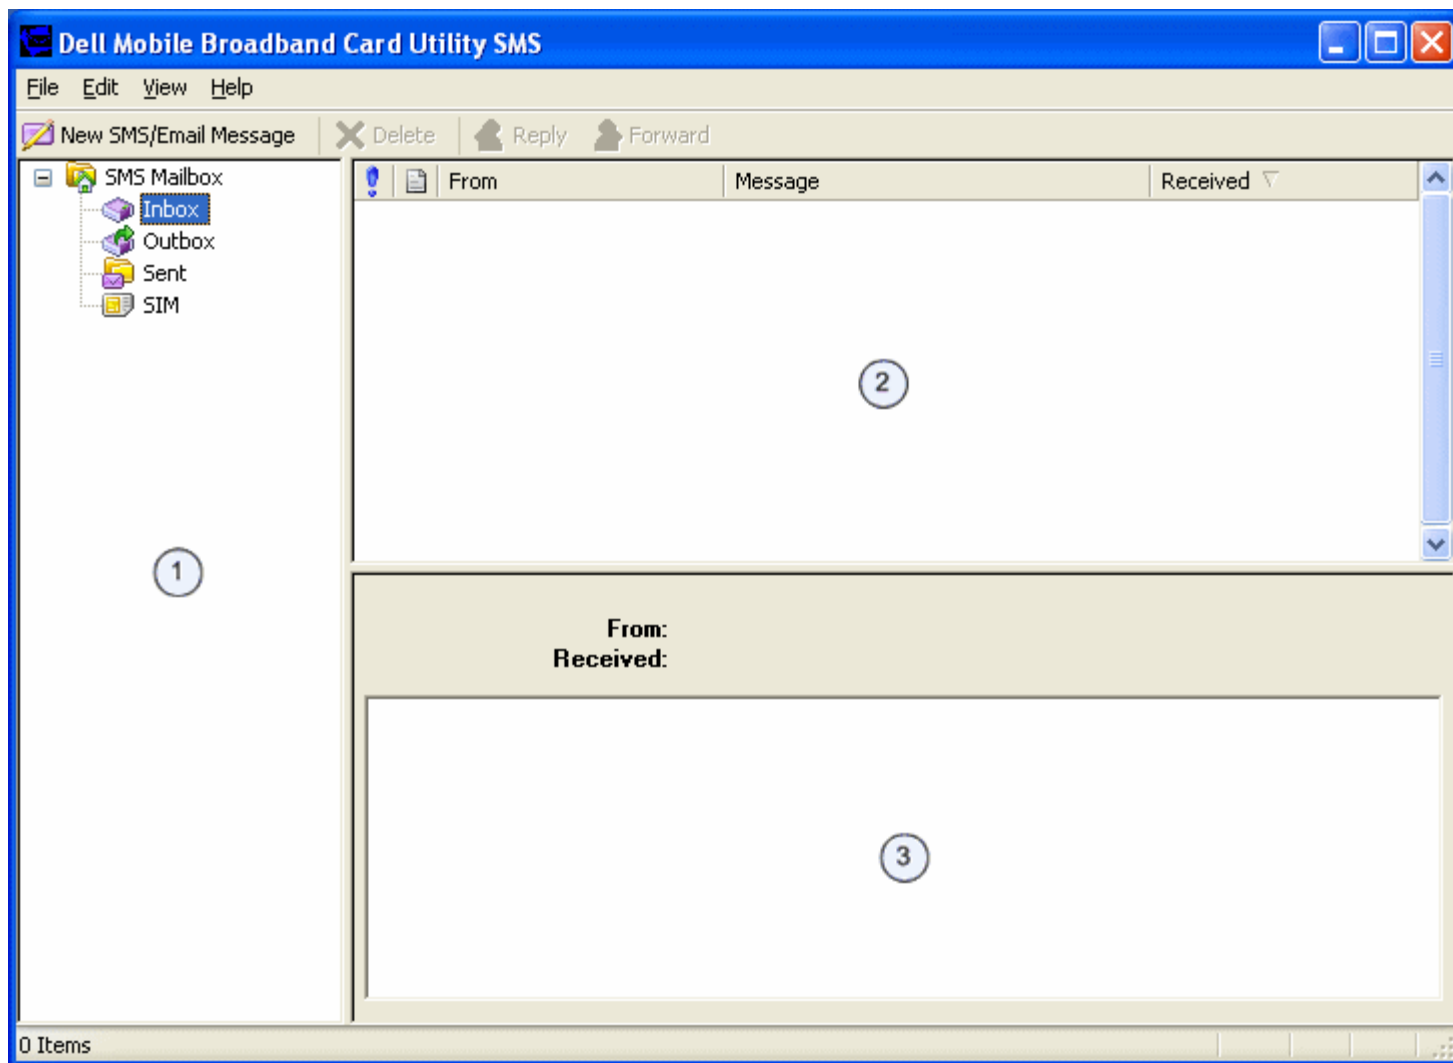 Dell Mobile Broadband Card Utility SMS
File Edit View Help
New SMS/Email Message Delete Reply Forward
SMS Mailbox
Inbox
Outbox
Sent
SIM
1
From Message Received
2
From:
Received:
3
0 Items